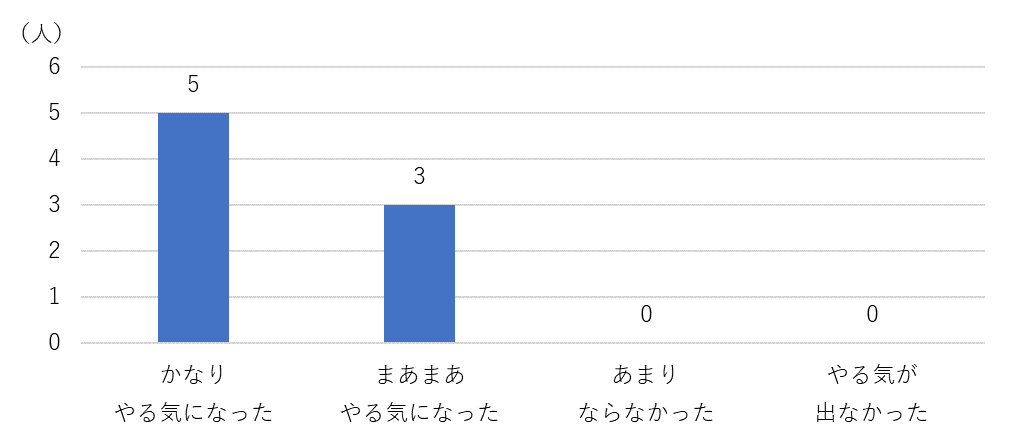 （人）
6
5
4
3
2
1
0
5
3
0
0
かなり
やる気になった
まあまあ
やる気になった
あまり
ならなかった
やる気が
出なかった